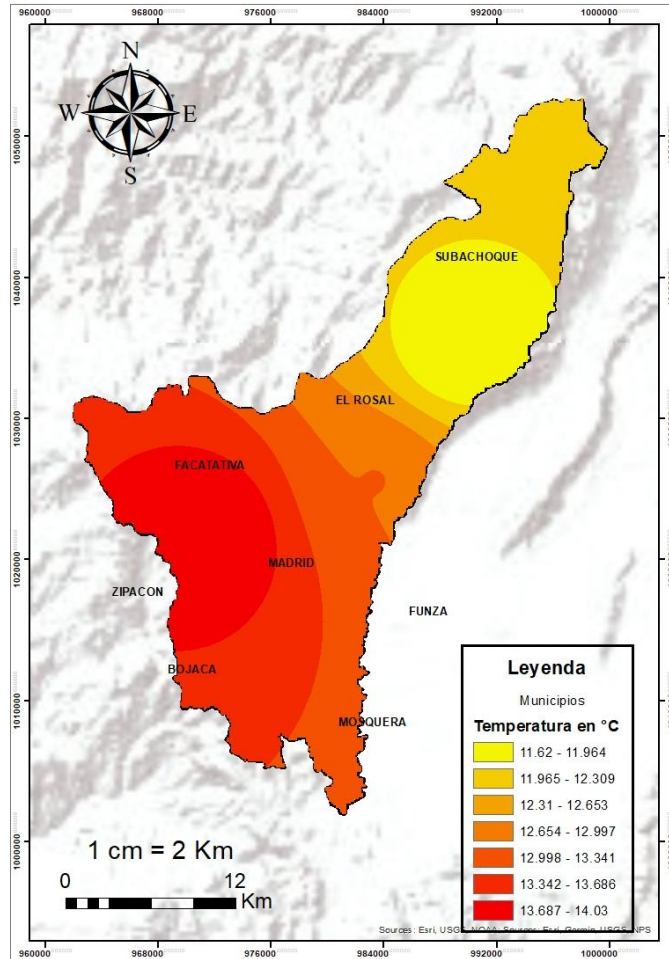 960000 968000 976000 984000 992000 1000000
N
W E
S
1050000
SUBACHOQUE
1040000
EL ROSAL
1030000
FACATATIVA
MADRID
1020000
ZIPACON
FUNZA
BOJACA
1010000
MOSQUERA
1000000
Leyenda
Municipios
Temperatura en °C
11.62 - 11.964
11.965 - 12.309
12.31 - 12.653
12.654 - 12.997
12.998 - 13.341
13.342 - 13.686
13.687 - 14.03
1 cm = 2 Km
0 12
Km
Sources: Esri, USGS, NOAA; Sources: Esri, Garmin, USGS, NPS
960000 968000 976000 984000 992000 1000000